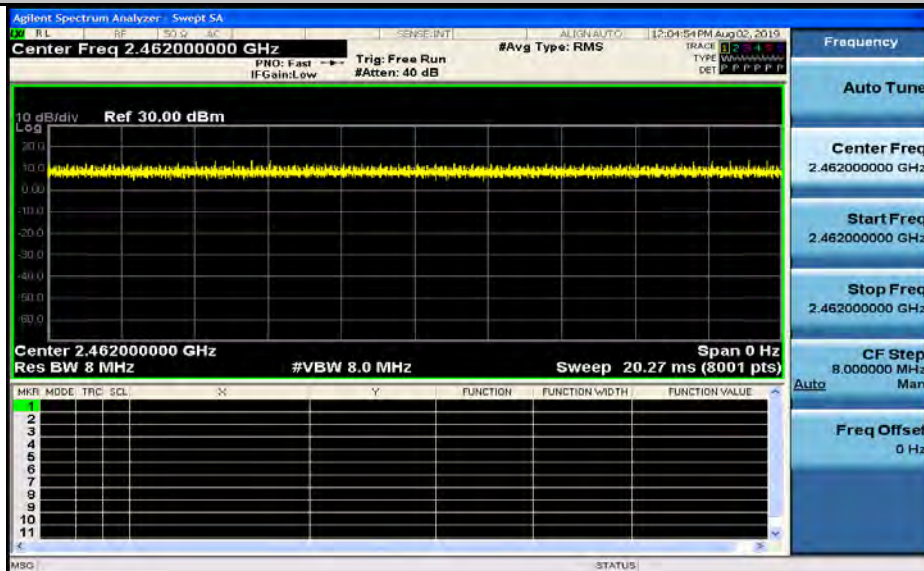 Agilent Spectrum Analyzer - Swept SA
RL RF 50 Ω AC SENSE:INT ALIGN AUTO 12:04:54 PM Aug 02, 2019
Center Freq 2.462000000 GHz #Avg Type: RMS TRACE 1 2 3 4 5 6
PNO: Fast Trig: Free Run TYPE
IFGain:Low #Atten: 40 dB DET P P P P P P
10 dB/div Ref 30.00 dBm
Log
20.0
10.0
0.00
-10.0
-20.0
-30.0
-40.0
-50.0
-60.0
Center 2.462000000 GHz Span 0 Hz
Res BW 8 MHz #VBW 8.0 MHz Sweep 20.27 ms (8001 pts)
MKR MODE TRC SCL X Y FUNCTION FUNCTION WIDTH FUNCTION VALUE
1
2
3
4
5
6
7
8
9
10
11
MSG STATUS
Frequency
Auto Tune
Center Freq
2.462000000 GHz
Start Freq
2.462000000 GHz
Stop Freq
2.462000000 GHz
CF Step
8.000000 MHz
Auto Man
Freq Offset
0 Hz